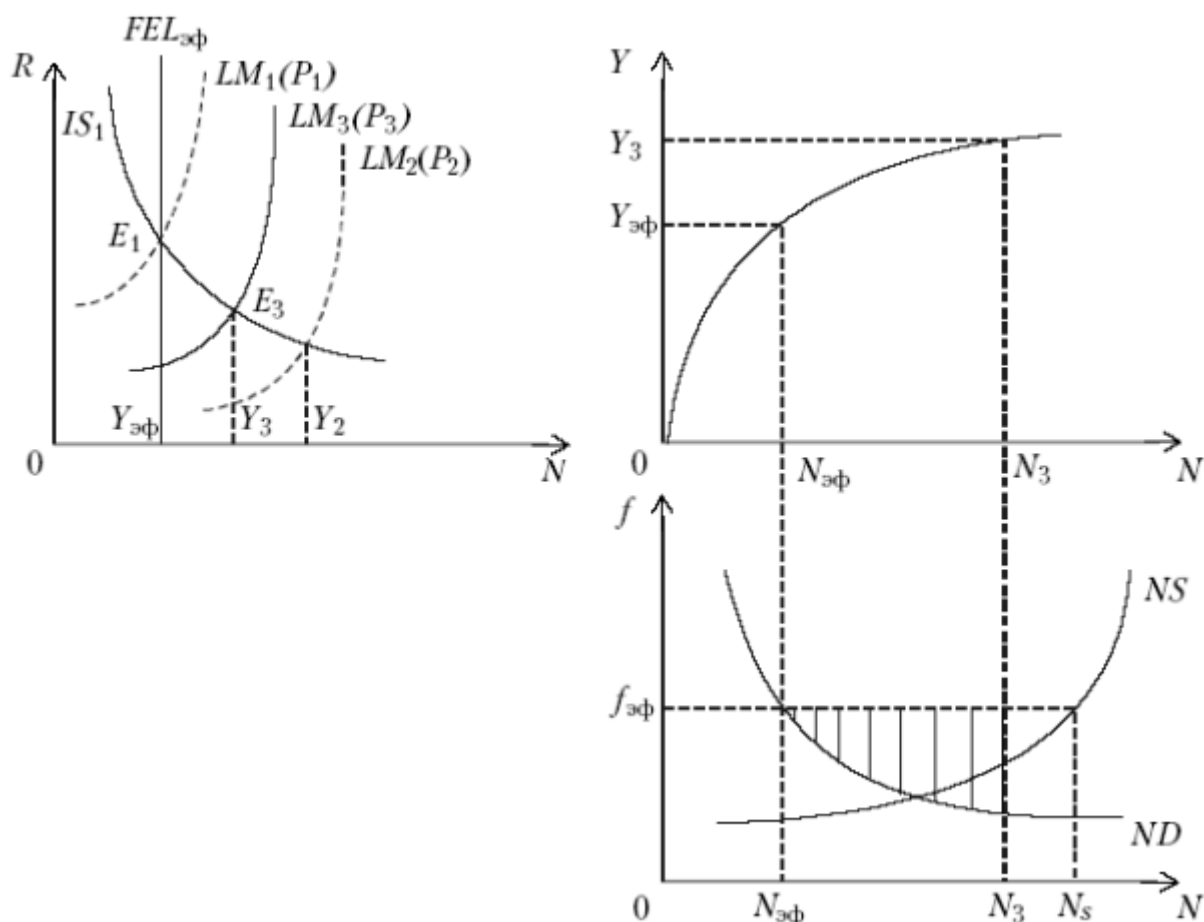 FELэф
R
LM1(P1)
IS1
LM3(P3)
LM2(P2)
E1
E3
Yэф Y3 Y2
0 N
Y
Y3
Yэф
0 Nэф N3 N
f
NS
fэф
ND
0 Nэф N3 Ns N